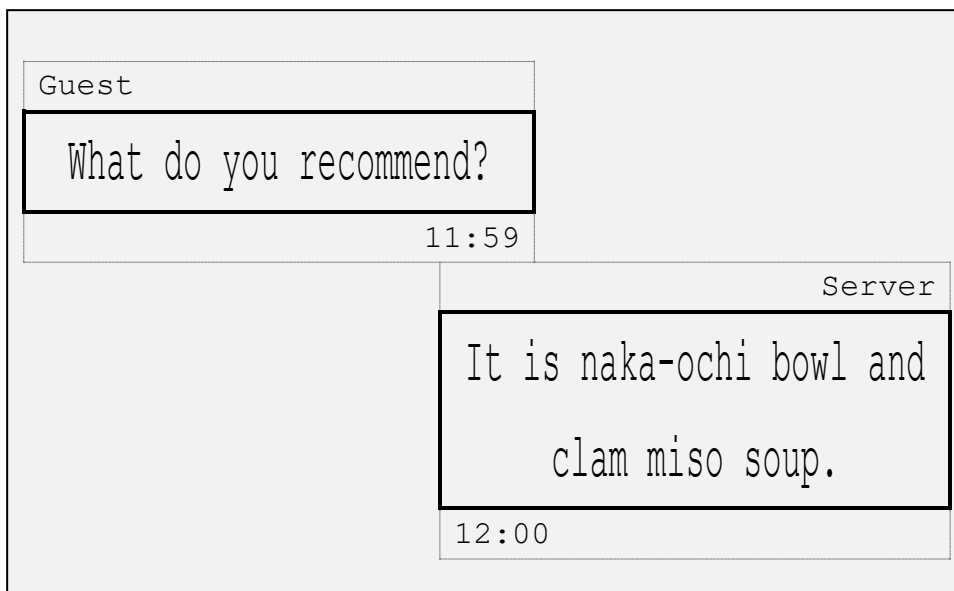 Guest
What do you recommend?
11:59
Server
It is naka-ochi bowl and
clam miso soup.
12:00